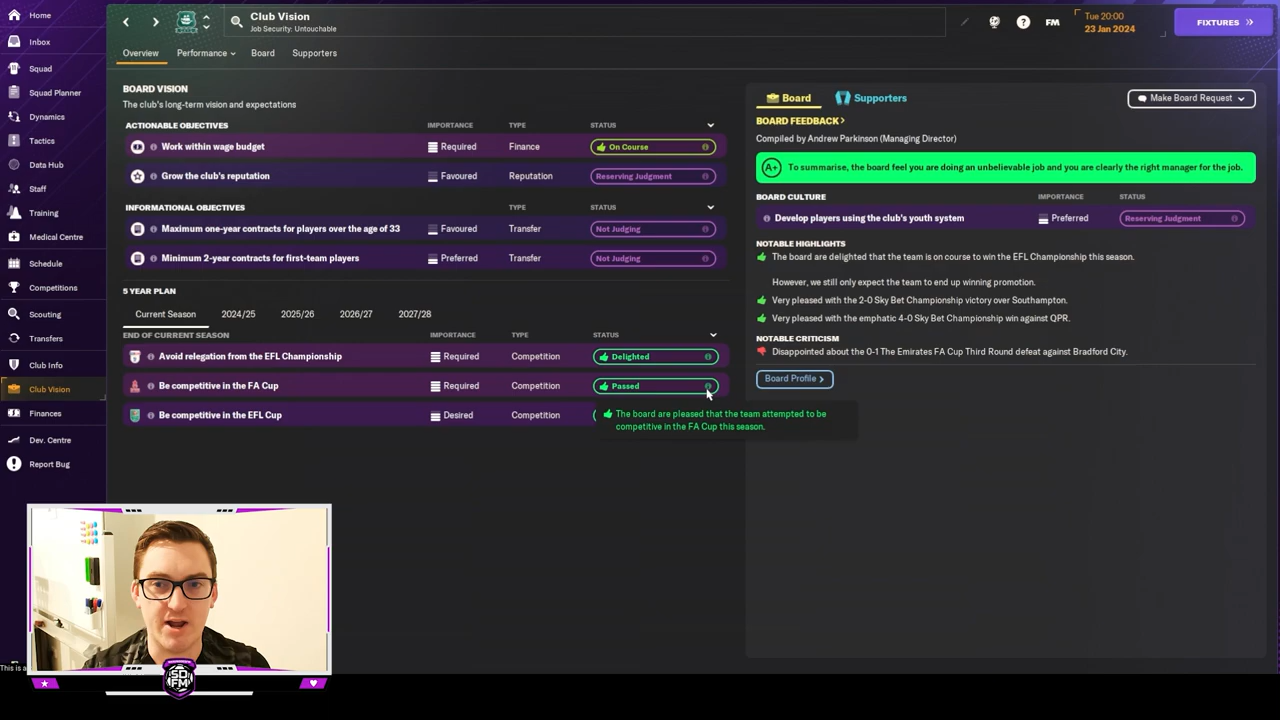 Home
Inbox
Squad
Squad Planner
Dynamics
Tactics
Data Hub
Staff
Training
Medical Centre
Schedule
Competitions
Scouting
Transfers
Club Info
Club Vision
Finances
Dev. Centre
Report Bug
This is a
Club Vision
Job Security: Untouchable
FM
Tue 20:00
23 Jan 2024
FIXTURES
Overview
Performance
Board
Supporters
BOARD VISION
The club's long-term vision and expectations
ACTIONABLE OBJECTIVES IMPORTANCE TYPE STATUS
Work within wage budget Required Finance On Course
Grow the club's reputation Favoured Reputation Reserving Judgment
INFORMATIONAL OBJECTIVES TYPE STATUS
Maximum one-year contracts for players over the age of 33 Favoured Transfer Not Judging
Minimum 2-year contracts for first-team players Preferred Transfer Not Judging
5 YEAR PLAN
Current Season 2024/25 2025/26 2026/27 2027/28
END OF CURRENT SEASON IMPORTANCE TYPE STATUS
Avoid relegation from the EFL Championship Required Competition Delighted
Be competitive in the FA Cup Required Competition Passed
Be competitive in the EFL Cup Desired Competition
The board are pleased that the team attempted to
be competitive in the FA Cup this season.
Board Supporters Make Board Request
BOARD FEEDBACK
Compiled by Andrew Parkinson (Managing Director)
A+ To summarise, the board feel you are doing an unbelievable job and you are clearly the right manager for the job.
BOARD CULTURE IMPORTANCE STATUS
Develop players using the club's youth system Preferred Reserving Judgment
NOTABLE HIGHLIGHTS
The board are delighted that the team is on course to win the EFL Championship this season.
However, we still only expect the team to end up winning promotion.
Very pleased with the 2-0 Sky Bet Championship victory over Southampton.
Very pleased with the emphatic 4-0 Sky Bet Championship win against QPR.
NOTABLE CRITICISM
Disappointed about the 0-1 The Emirates FA Cup Third Round defeat against Bradford City.
Board Profile
SD
FM